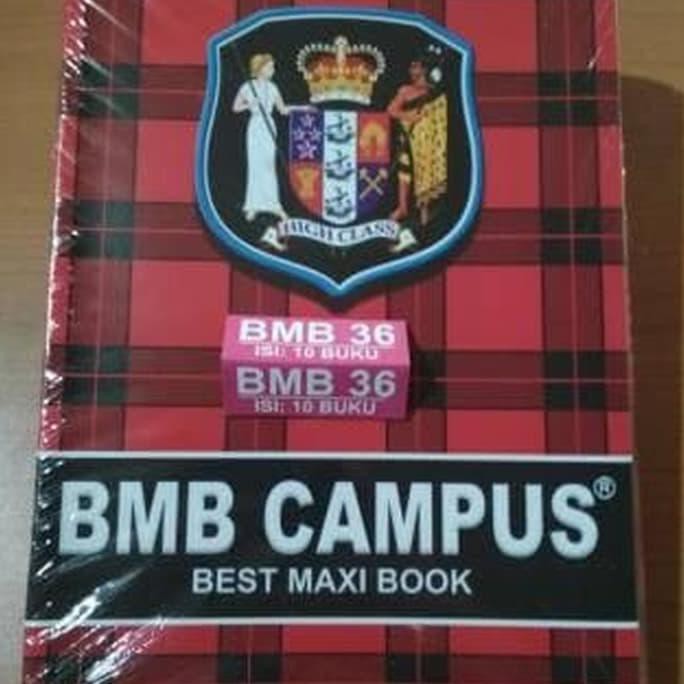 HIGH CLASS
BMB 36
ISI: 10 BUKU
BMB 36
ISI: 10 BUKU
BMB CAMPUS®
BEST MAXI BOOK